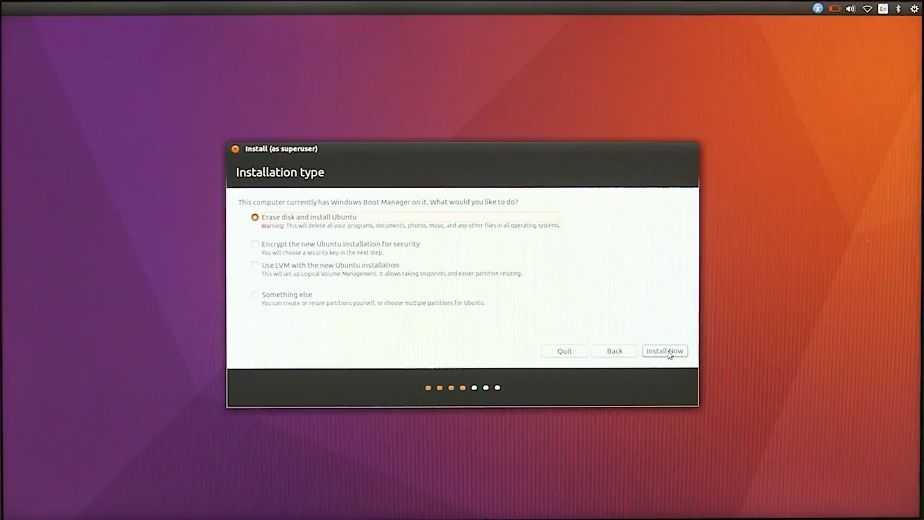 En
Install (as superuser)
Installation type
This computer currently has Windows Boot Manager on it. What would you like to do?
Erase disk and install Ubuntu
Warning: This will delete all your programs, documents, photos, music, and any other files in all operating systems.
Encrypt the new Ubuntu installation for security
You will choose a security key in the next step.
Use LVM with the new Ubuntu installation
This will set up Logical Volume Management. It allows taking snapshots and easier partition resizing.
Something else
You can create or resize partitions yourself, or choose multiple partitions for Ubuntu.
Quit Back Install Now